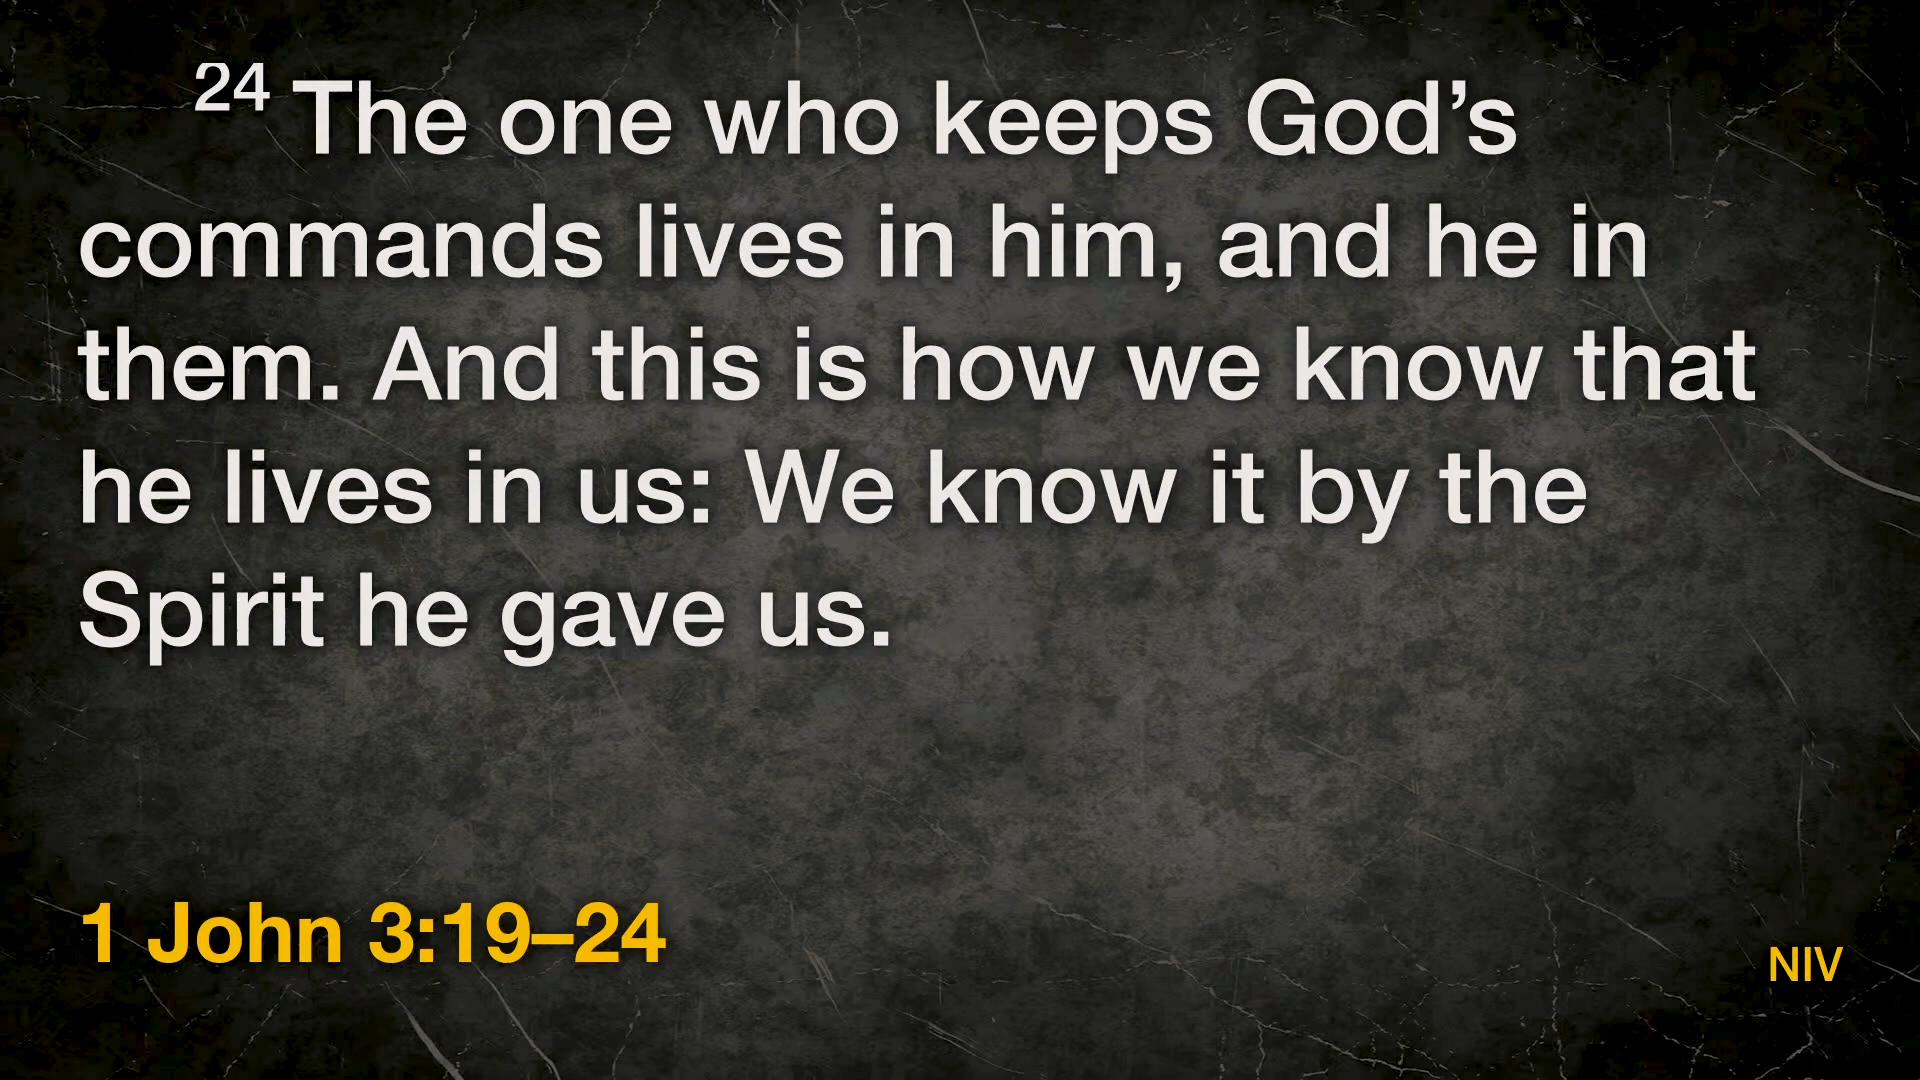 24 The one who keeps God’s
commands lives in him, and he in
them. And this is how we know that
he lives in us: We know it by the
Spirit he gave us.
1 John 3:19–24
NIV